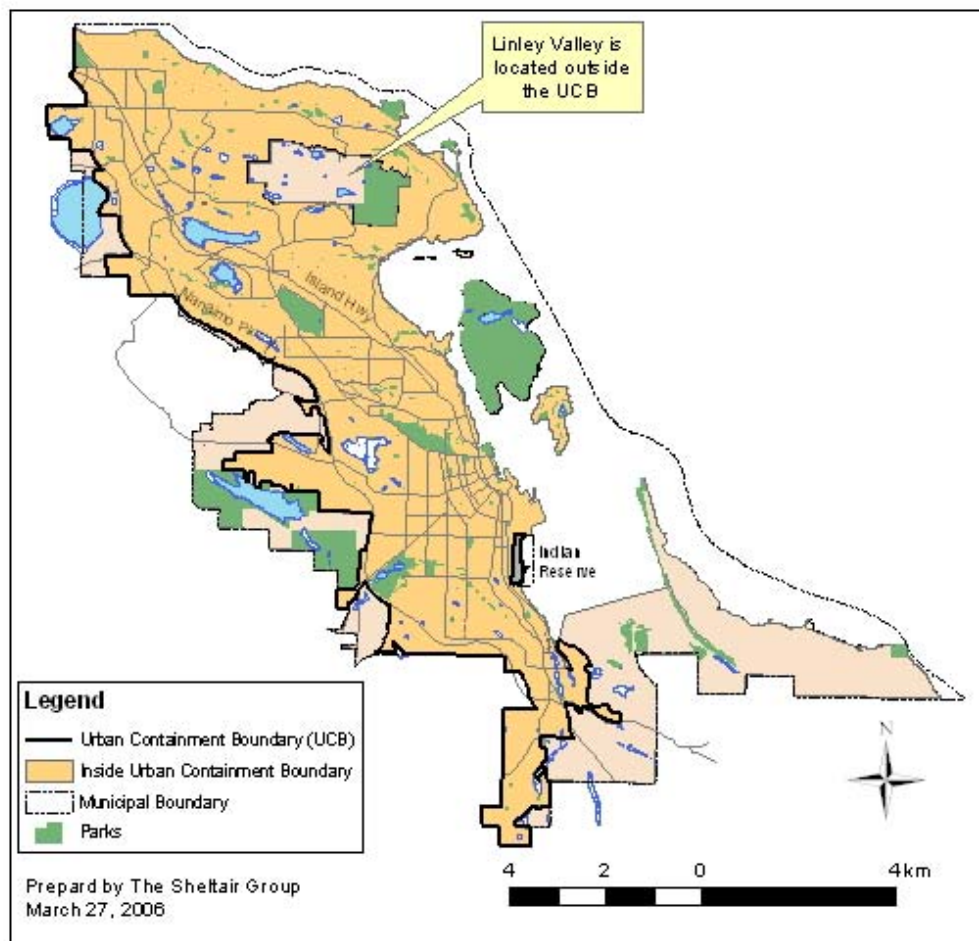 Linley Valley is
located outside
the UCB
Island Hwy
Nanaimo
Indian
Reserve
Legend
Urban Containment Boundary (UCB)
Inside Urban Containment Boundary
Municipal Boundary
Parks
N
4 2 0 4km
Prepard by The Sheltair Group
March 27, 2006